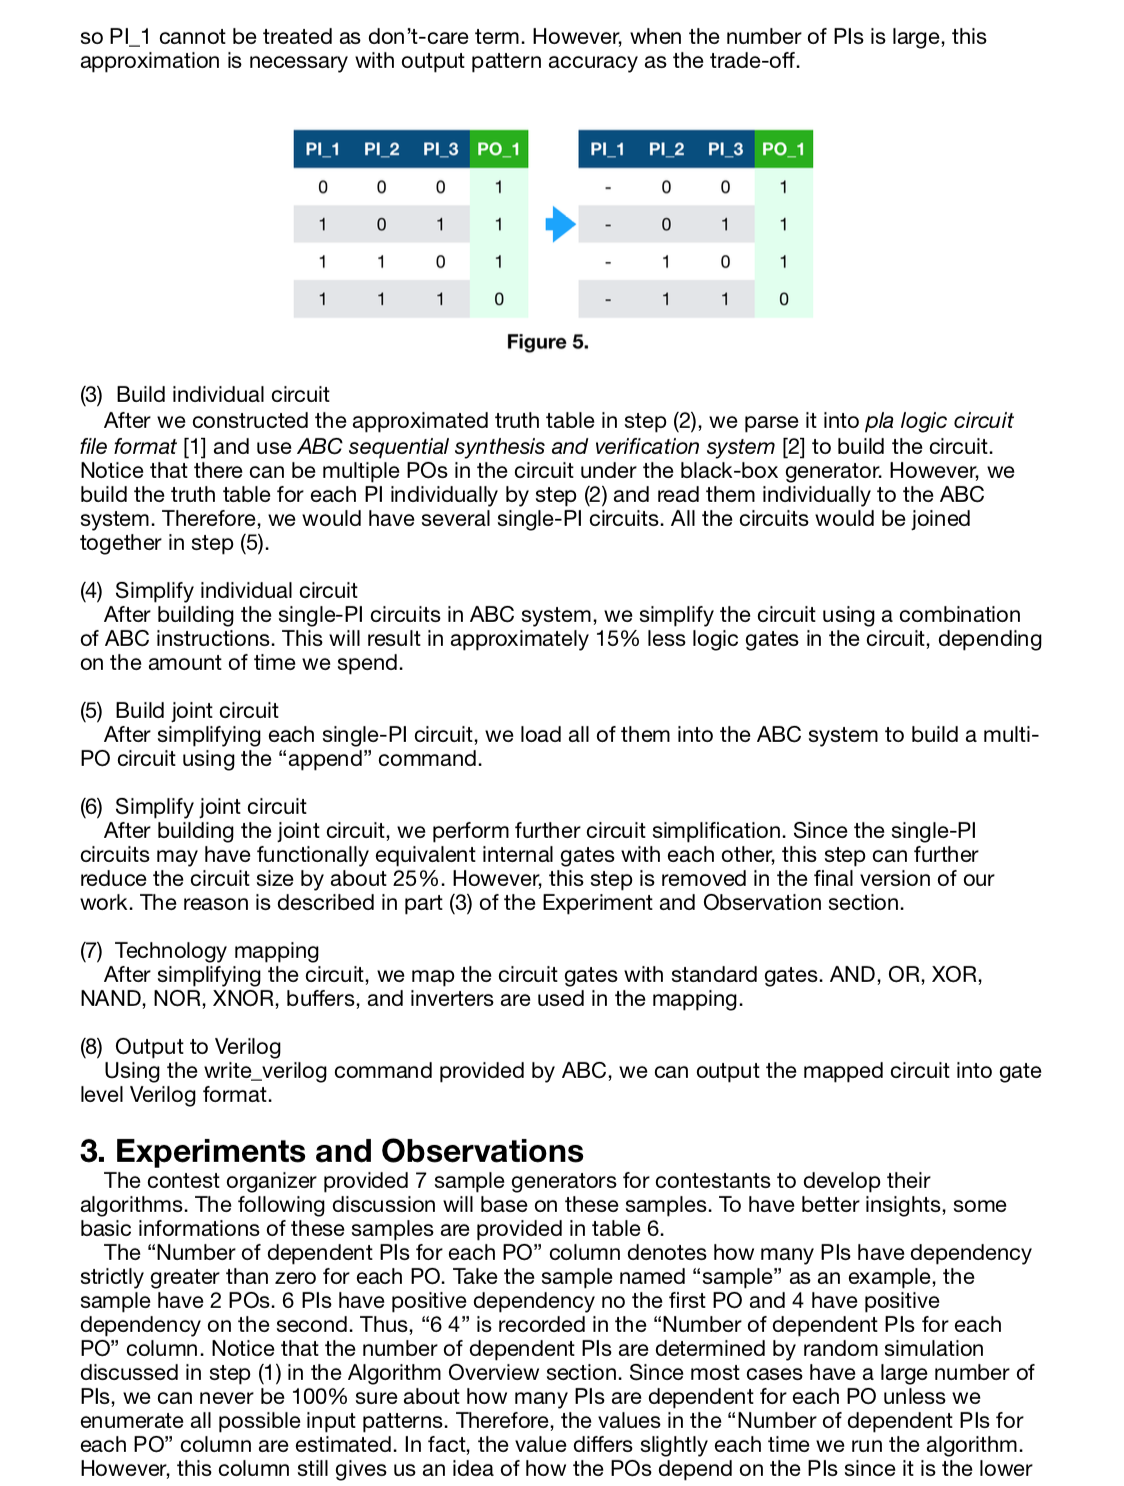 so PI_1 cannot be treated as don’t-care term. However, when the number of PIs is large, this
approximation is necessary with output pattern accuracy as the trade-off.
PI_1 PI_2 PI_3 PO_1 PI_1 PI_2 PI_3 PO_1
0 0 0 1 - 0 0 1
1 0 1 1 - 0 1 1
1 1 0 1 - 1 0 1
1 1 1 0 - 1 1 0
Figure 5.
(3) Build individual circuit
After we constructed the approximated truth table in step (2), we parse it into pla logic circuit
file format [1] and use ABC sequential synthesis and verification system [2] to build the circuit.
Notice that there can be multiple POs in the circuit under the black-box generator. However, we
build the truth table for each PI individually by step (2) and read them individually to the ABC
system. Therefore, we would have several single-PI circuits. All the circuits would be joined
together in step (5).
(4) Simplify individual circuit
After building the single-PI circuits in ABC system, we simplify the circuit using a combination
of ABC instructions. This will result in approximately 15% less logic gates in the circuit, depending
on the amount of time we spend.
(5) Build joint circuit
After simplifying each single-PI circuit, we load all of them into the ABC system to build a multi-
PO circuit using the “append” command.
(6) Simplify joint circuit
After building the joint circuit, we perform further circuit simplification. Since the single-PI
circuits may have functionally equivalent internal gates with each other, this step can further
reduce the circuit size by about 25%. However, this step is removed in the final version of our
work. The reason is described in part (3) of the Experiment and Observation section.
(7) Technology mapping
After simplifying the circuit, we map the circuit gates with standard gates. AND, OR, XOR,
NAND, NOR, XNOR, buffers, and inverters are used in the mapping.
(8) Output to Verilog
Using the write_verilog command provided by ABC, we can output the mapped circuit into gate
level Verilog format.
3. Experiments and Observations
The contest organizer provided 7 sample generators for contestants to develop their
algorithms. The following discussion will base on these samples. To have better insights, some
basic informations of these samples are provided in table 6.
The “Number of dependent PIs for each PO” column denotes how many PIs have dependency
strictly greater than zero for each PO. Take the sample named “sample” as an example, the
sample have 2 POs. 6 PIs have positive dependency no the first PO and 4 have positive
dependency on the second. Thus, “6 4” is recorded in the “Number of dependent PIs for each
PO” column. Notice that the number of dependent PIs are determined by random simulation
discussed in step (1) in the Algorithm Overview section. Since most cases have a large number of
PIs, we can never be 100% sure about how many PIs are dependent for each PO unless we
enumerate all possible input patterns. Therefore, the values in the “Number of dependent PIs for
each PO” column are estimated. In fact, the value differs slightly each time we run the algorithm.
However, this column still gives us an idea of how the POs depend on the PIs since it is the lower